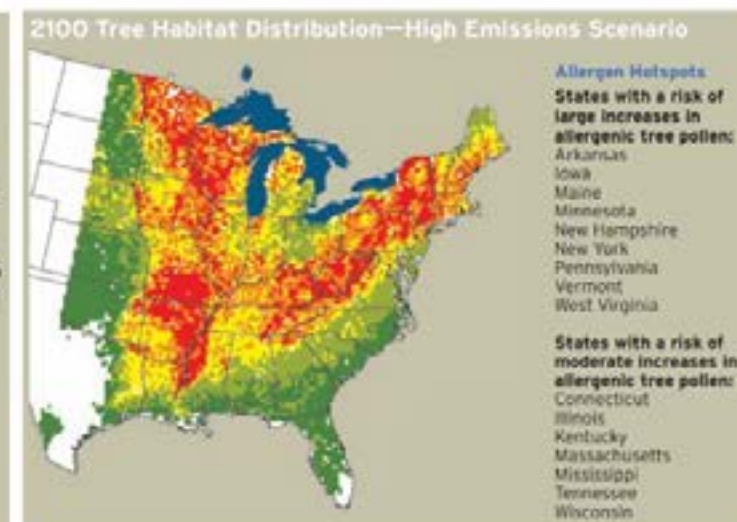 2100 Tree Habitat Distribution—High Emissions Scenario
Allergen Hotspots
States with a risk of
large increases in
allergenic tree pollen:
Arkansas
Iowa
Maine
Minnesota
New Hampshire
New York
Pennsylvania
Vermont
West Virginia
States with a risk of
moderate increases in
allergenic tree pollen:
Connecticut
Illinois
Kentucky
Massachusetts
Mississippi
Tennessee
Wisconsin